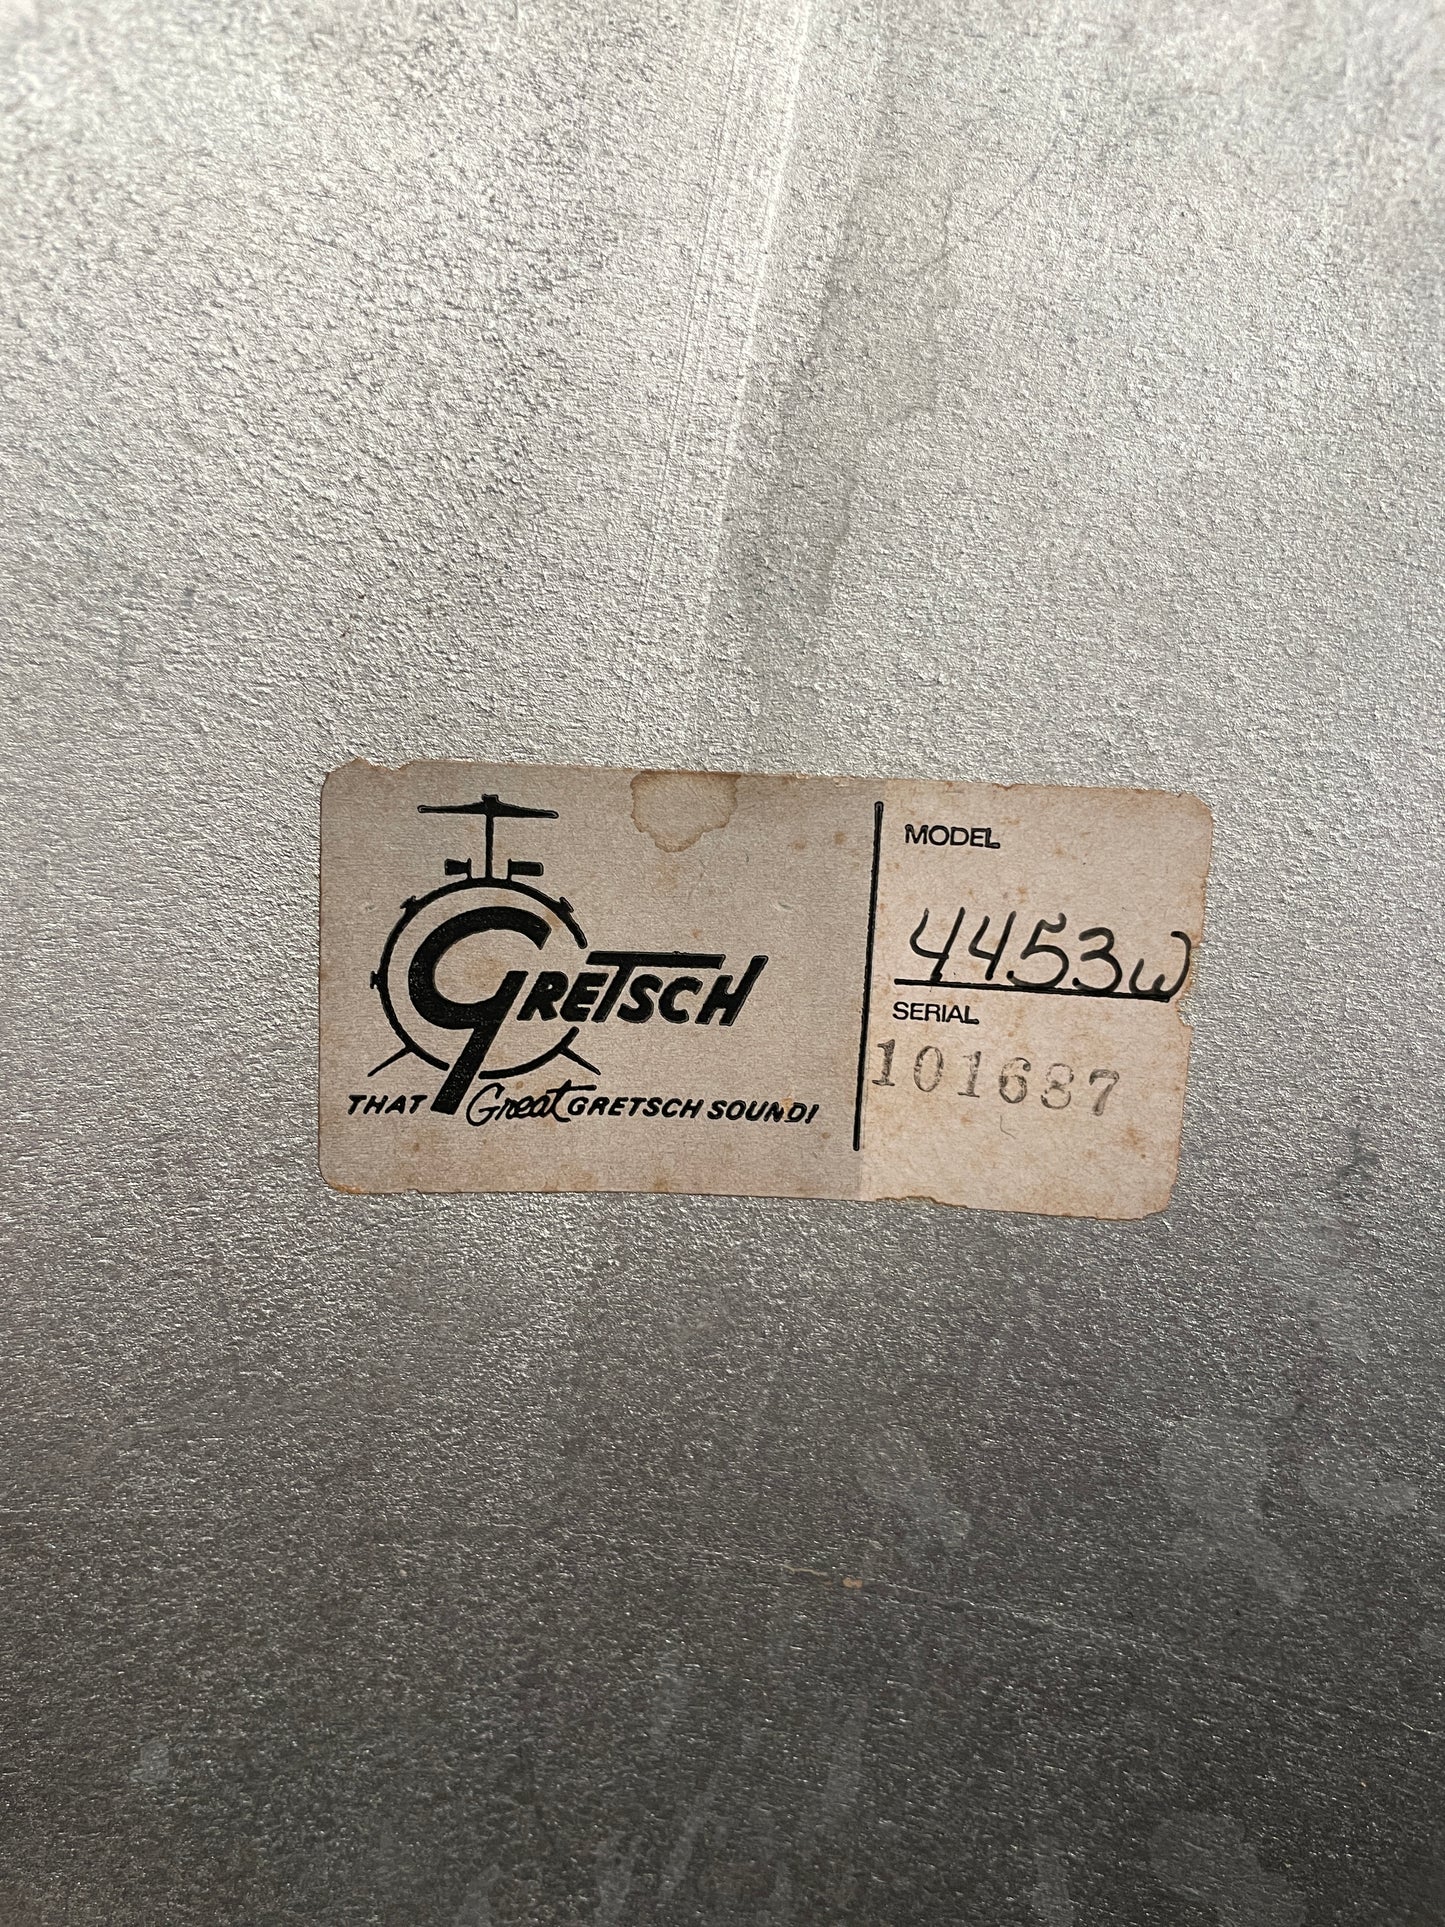 GRETSCH
THAT Great GRETSCH SOUND!
MODEL
4453W
SERIAL
101687